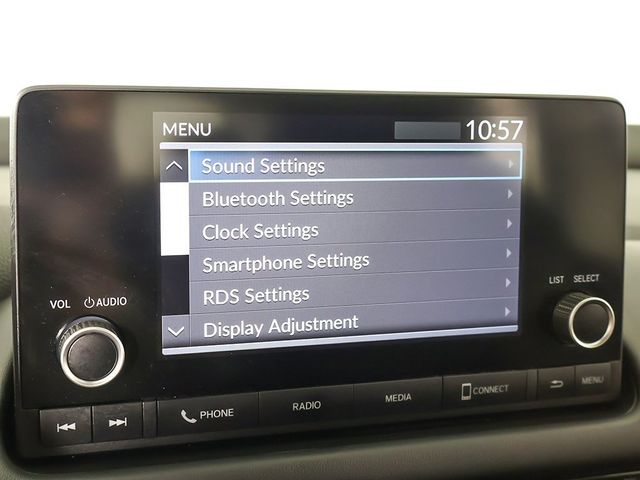 MENU 10:57
Sound Settings
Bluetooth Settings
Clock Settings
Smartphone Settings
RDS Settings
Display Adjustment
VOL AUDIO
LIST SELECT
PHONE RADIO MEDIA CONNECT MENU